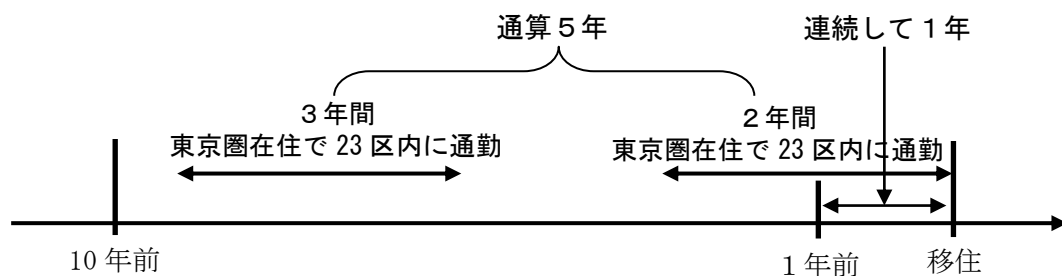 通算５年
連続して１年
３年間
東京圏在住で 23 区内に通勤
２年間
東京圏在住で 23 区内に通勤
10 年前
１年前
移住